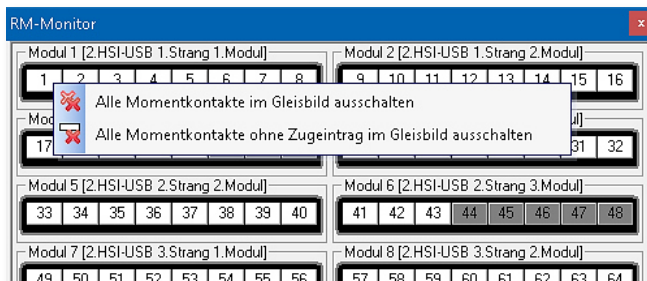 RM-Monitor x
Modul 1 [2.HSI-USB 1.Strang 1.Modul] Modul 2 [2.HSI-USB 1.Strang 2.Modul]
1 2 3 4 5 6 7 8 9 10 11 12 13 14 15 16
Alle Momentkontakte im Gleisbild ausschalten
Alle Momentkontakte ohne Zugeintrag im Gleisbild ausschalten
17 31 32
Modul 5 [2.HSI-USB 2.Strang 2.Modul] Modul 6 [2.HSI-USB 2.Strang 3.Modul]
33 34 35 36 37 38 39 40 41 42 43 44 45 46 47 48
Modul 7 [2.HSI-USB 3.Strang 1.Modul] Modul 8 [2.HSI-USB 3.Strang 2.Modul]
49 50 51 52 53 54 55 56 57 58 59 60 61 62 63 64